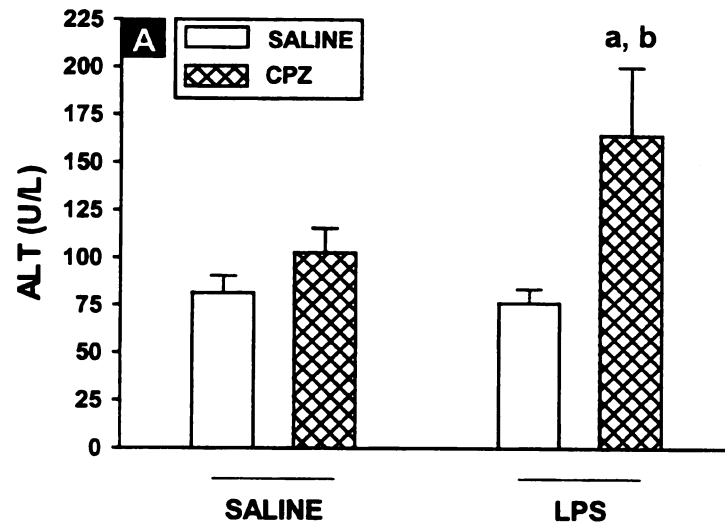 A
SALINE
CPZ
a, b
ALT (U/L)
225
200
175
150
125
100
75
50
25
0
SALINE
LPS